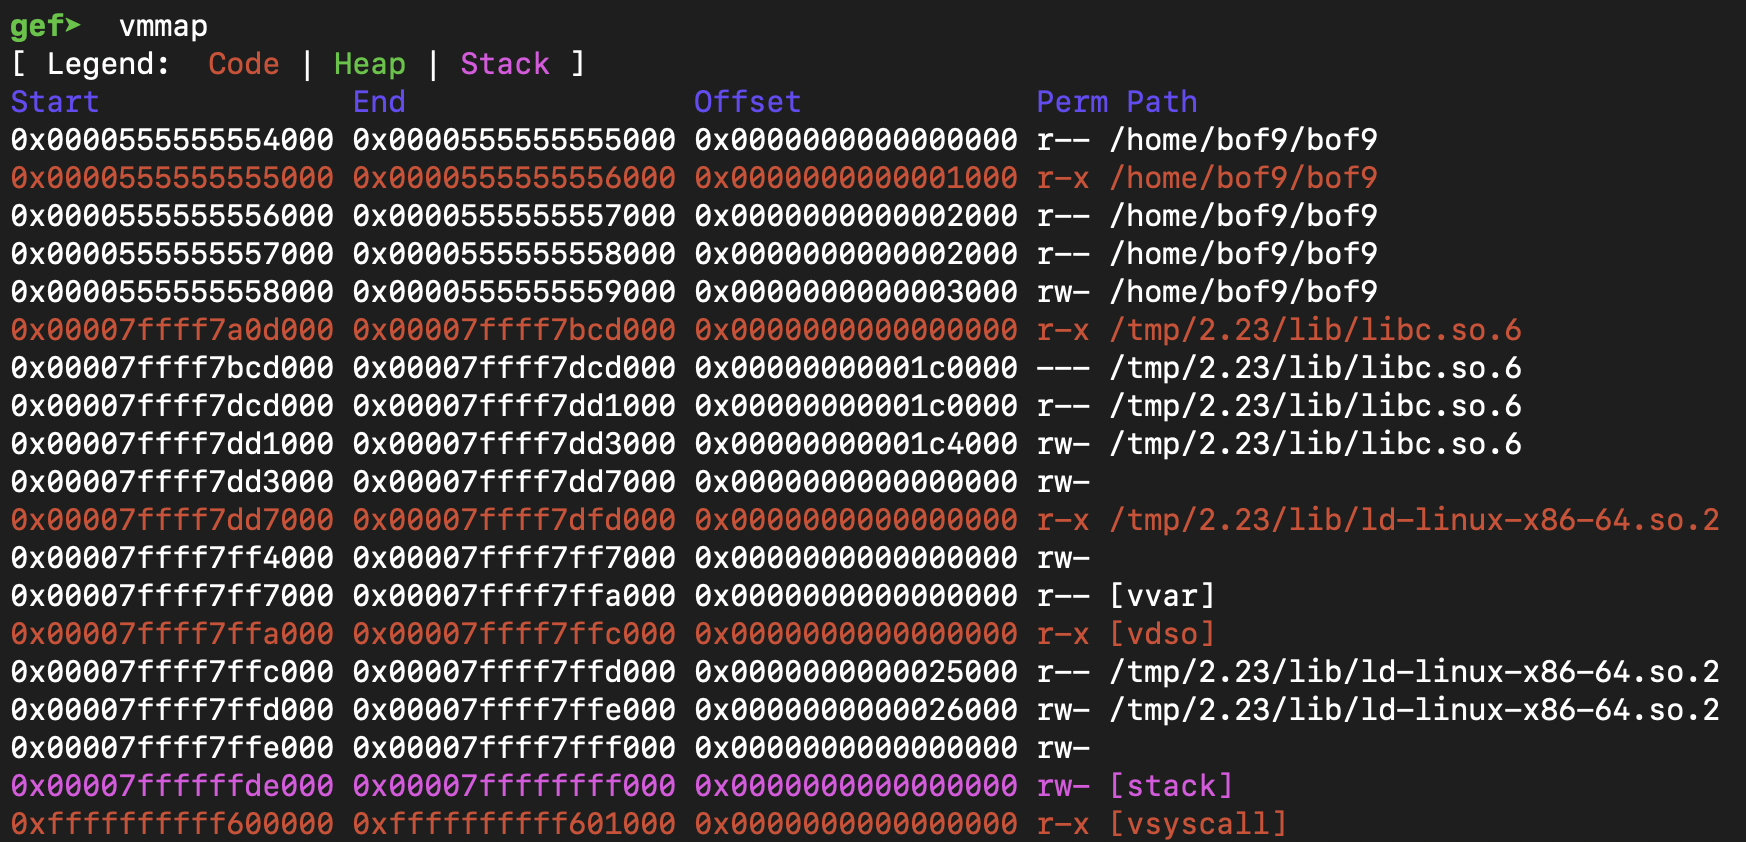 gef➤  vmmap
[ Legend:  Code | Heap | Stack ]
Start              End                Offset             Perm Path
0x0000555555554000 0x0000555555555000 0x0000000000000000 r-- /home/bof9/bof9
0x0000555555555000 0x0000555555556000 0x0000000000001000 r-x /home/bof9/bof9
0x0000555555556000 0x0000555555557000 0x0000000000002000 r-- /home/bof9/bof9
0x0000555555557000 0x0000555555558000 0x0000000000002000 r-- /home/bof9/bof9
0x0000555555558000 0x0000555555559000 0x0000000000003000 rw- /home/bof9/bof9
0x00007ffff7a0d000 0x00007ffff7bcd000 0x0000000000000000 r-x /tmp/2.23/lib/libc.so.6
0x00007ffff7bcd000 0x00007ffff7dcd000 0x00000000001c0000 --- /tmp/2.23/lib/libc.so.6
0x00007ffff7dcd000 0x00007ffff7dd1000 0x00000000001c0000 r-- /tmp/2.23/lib/libc.so.6
0x00007ffff7dd1000 0x00007ffff7dd3000 0x00000000001c4000 rw- /tmp/2.23/lib/libc.so.6
0x00007ffff7dd3000 0x00007ffff7dd7000 0x0000000000000000 rw-
0x00007ffff7dd7000 0x00007ffff7dfd000 0x0000000000000000 r-x /tmp/2.23/lib/ld-linux-x86-64.so.2
0x00007ffff7ff4000 0x00007ffff7ff7000 0x0000000000000000 rw-
0x00007ffff7ff7000 0x00007ffff7ffa000 0x0000000000000000 r-- [vvar]
0x00007ffff7ffa000 0x00007ffff7ffc000 0x0000000000000000 r-x [vdso]
0x00007ffff7ffc000 0x00007ffff7ffd000 0x0000000000025000 r-- /tmp/2.23/lib/ld-linux-x86-64.so.2
0x00007ffff7ffd000 0x00007ffff7ffe000 0x0000000000026000 rw- /tmp/2.23/lib/ld-linux-x86-64.so.2
0x00007ffff7ffe000 0x00007ffff7fff000 0x0000000000000000 rw-
0x00007ffffffde000 0x00007ffffffff000 0x0000000000000000 rw- [stack]
0xffffffffff600000 0xffffffffff601000 0x0000000000000000 r-x [vsyscall]